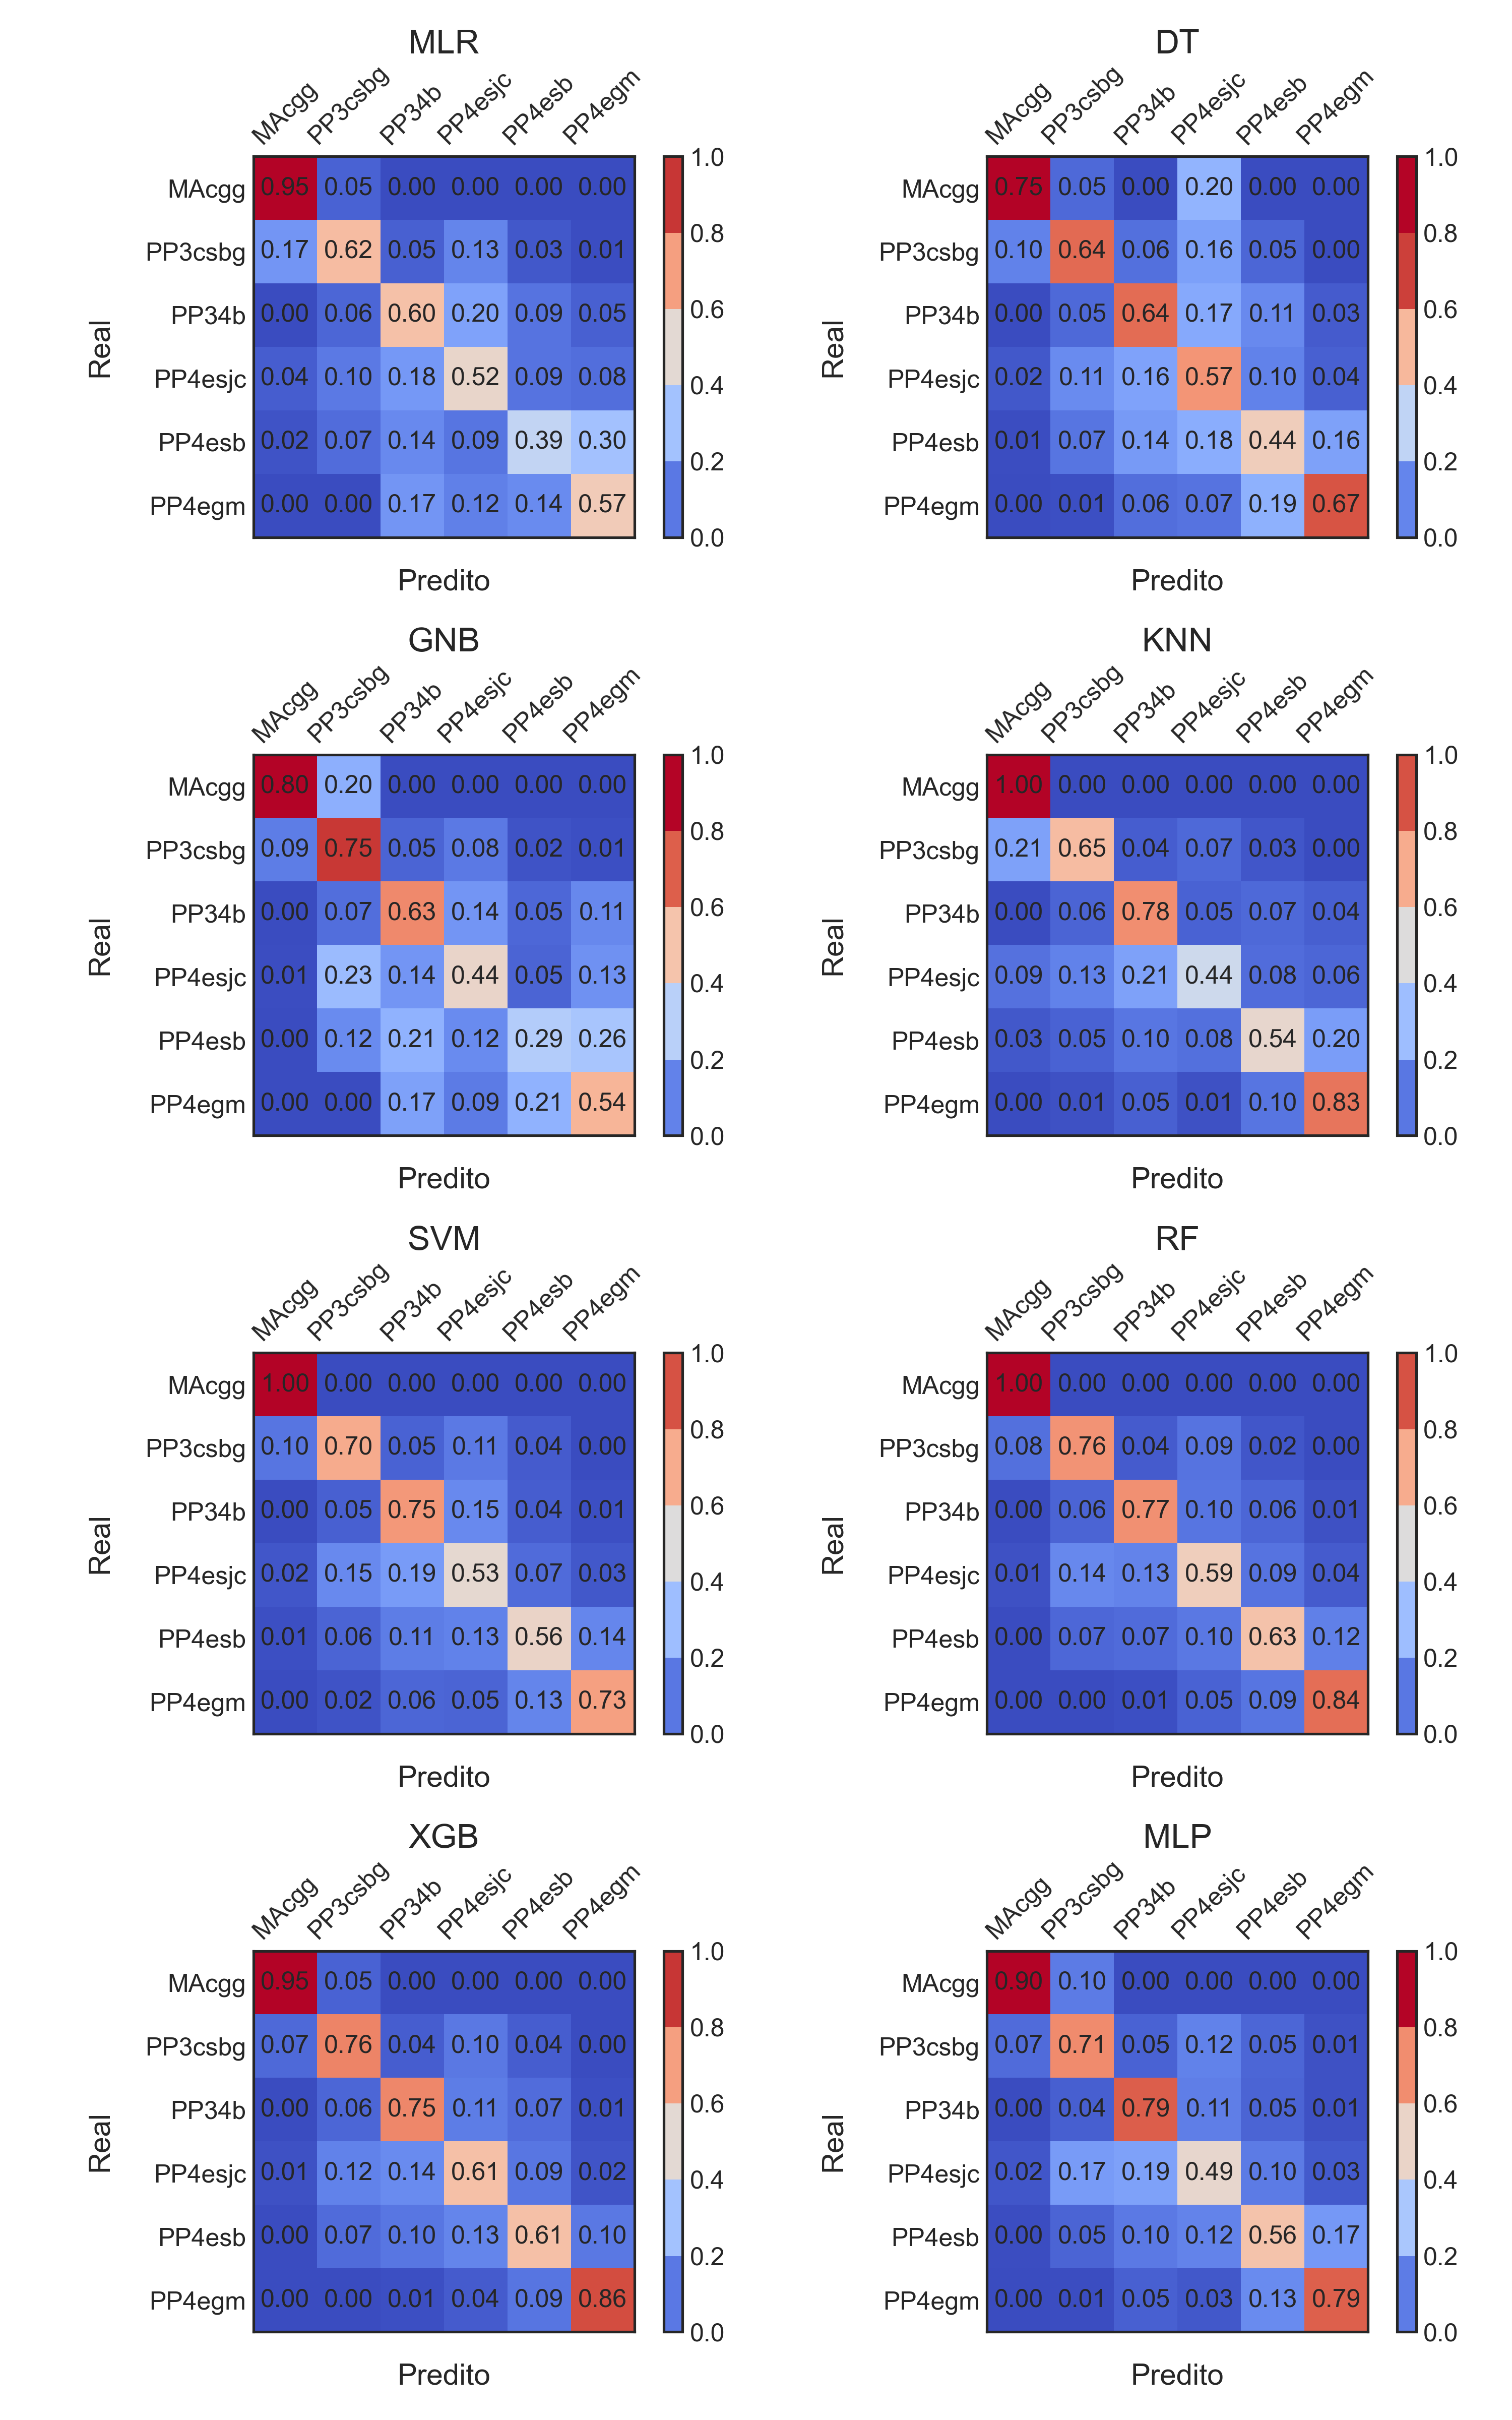 MLR
MAcgg PP3csbg PP34b PP4esjc PP4esb PP4egm
MAcgg 0.95 0.05 0.00 0.00 0.00 0.00
PP3csbg 0.17 0.62 0.05 0.13 0.03 0.01
PP34b 0.00 0.06 0.60 0.20 0.09 0.05
PP4esjc 0.04 0.10 0.18 0.52 0.09 0.08
PP4esb 0.02 0.07 0.14 0.09 0.39 0.30
PP4egm 0.00 0.00 0.17 0.12 0.14 0.57
Real
Predito
1.0
0.8
0.6
0.4
0.2
0.0
DT
MAcgg PP3csbg PP34b PP4esjc PP4esb PP4egm
MAcgg 0.75 0.05 0.00 0.20 0.00 0.00
PP3csbg 0.10 0.64 0.06 0.16 0.05 0.00
PP34b 0.00 0.05 0.64 0.17 0.11 0.03
PP4esjc 0.02 0.11 0.16 0.57 0.10 0.04
PP4esb 0.01 0.07 0.14 0.18 0.44 0.16
PP4egm 0.00 0.01 0.06 0.07 0.19 0.67
Real
Predito
1.0
0.8
0.6
0.4
0.2
0.0
GNB
MAcgg PP3csbg PP34b PP4esjc PP4esb PP4egm
MAcgg 0.80 0.20 0.00 0.00 0.00 0.00
PP3csbg 0.09 0.75 0.05 0.08 0.02 0.01
PP34b 0.00 0.07 0.63 0.14 0.05 0.11
PP4esjc 0.01 0.23 0.14 0.44 0.05 0.13
PP4esb 0.00 0.12 0.21 0.12 0.29 0.26
PP4egm 0.00 0.00 0.17 0.09 0.21 0.54
Real
Predito
1.0
0.8
0.6
0.4
0.2
0.0
KNN
MAcgg PP3csbg PP34b PP4esjc PP4esb PP4egm
MAcgg 1.00 0.00 0.00 0.00 0.00 0.00
PP3csbg 0.21 0.65 0.04 0.07 0.03 0.00
PP34b 0.00 0.06 0.78 0.05 0.07 0.04
PP4esjc 0.09 0.13 0.21 0.44 0.08 0.06
PP4esb 0.03 0.05 0.10 0.08 0.54 0.20
PP4egm 0.00 0.01 0.05 0.01 0.10 0.83
Real
Predito
1.0
0.8
0.6
0.4
0.2
0.0
SVM
MAcgg PP3csbg PP34b PP4esjc PP4esb PP4egm
MAcgg 1.00 0.00 0.00 0.00 0.00 0.00
PP3csbg 0.10 0.70 0.05 0.11 0.04 0.00
PP34b 0.00 0.05 0.75 0.15 0.04 0.01
PP4esjc 0.02 0.15 0.19 0.53 0.07 0.03
PP4esb 0.01 0.06 0.11 0.13 0.56 0.14
PP4egm 0.00 0.02 0.06 0.05 0.13 0.73
Real
Predito
1.0
0.8
0.6
0.4
0.2
0.0
RF
MAcgg PP3csbg PP34b PP4esjc PP4esb PP4egm
MAcgg 1.00 0.00 0.00 0.00 0.00 0.00
PP3csbg 0.08 0.76 0.04 0.09 0.02 0.00
PP34b 0.00 0.06 0.77 0.10 0.06 0.01
PP4esjc 0.01 0.14 0.13 0.59 0.09 0.04
PP4esb 0.00 0.07 0.07 0.10 0.63 0.12
PP4egm 0.00 0.00 0.01 0.05 0.09 0.84
Real
Predito
1.0
0.8
0.6
0.4
0.2
0.0
XGB
MAcgg PP3csbg PP34b PP4esjc PP4esb PP4egm
MAcgg 0.95 0.05 0.00 0.00 0.00 0.00
PP3csbg 0.07 0.76 0.04 0.10 0.04 0.00
PP34b 0.00 0.06 0.75 0.11 0.07 0.01
PP4esjc 0.01 0.12 0.14 0.61 0.09 0.02
PP4esb 0.00 0.07 0.10 0.13 0.61 0.10
PP4egm 0.00 0.00 0.01 0.04 0.09 0.86
Real
Predito
1.0
0.8
0.6
0.4
0.2
0.0
MLP
MAcgg PP3csbg PP34b PP4esjc PP4esb PP4egm
MAcgg 0.90 0.10 0.00 0.00 0.00 0.00
PP3csbg 0.07 0.71 0.05 0.12 0.05 0.01
PP34b 0.00 0.04 0.79 0.11 0.05 0.01
PP4esjc 0.02 0.17 0.19 0.49 0.10 0.03
PP4esb 0.00 0.05 0.10 0.12 0.56 0.17
PP4egm 0.00 0.01 0.05 0.03 0.13 0.79
Real
Predito
1.0
0.8
0.6
0.4
0.2
0.0